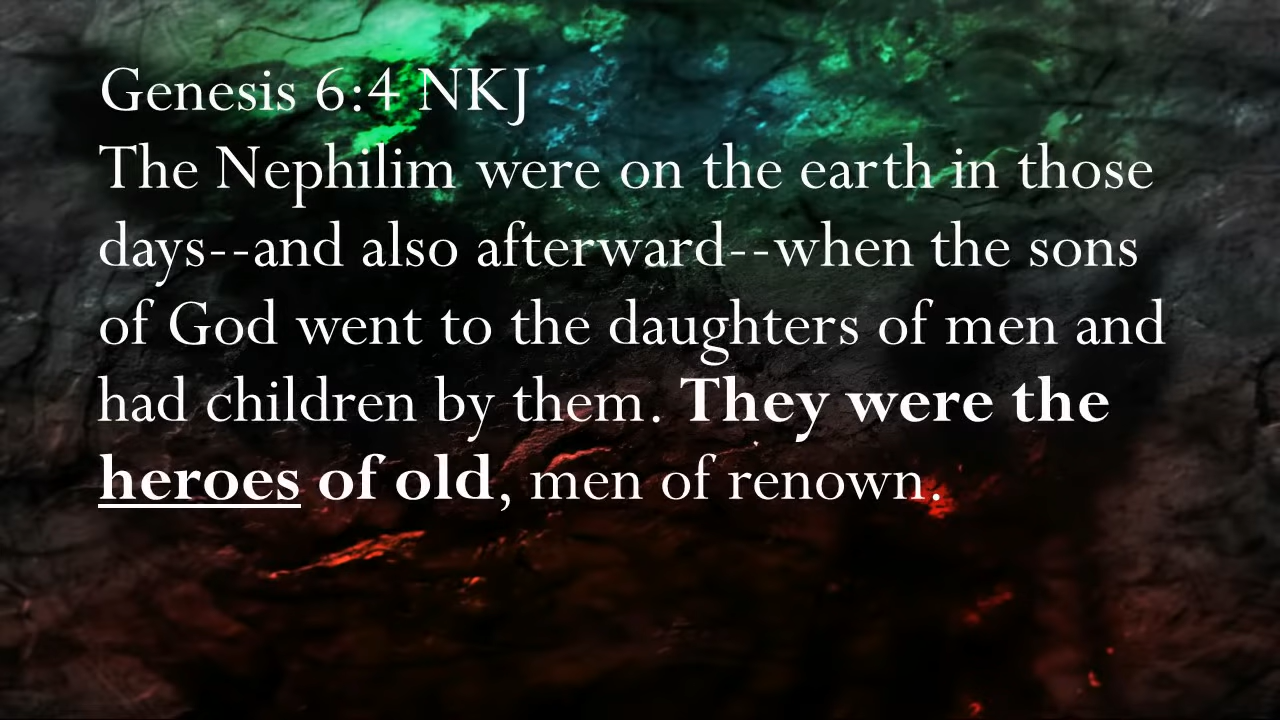 Genesis 6:4 NKJ
The Nephilim were on the earth in those
days--and also afterward--when the sons
of God went to the daughters of men and
had children by them. They were the
heroes of old, men of renown.